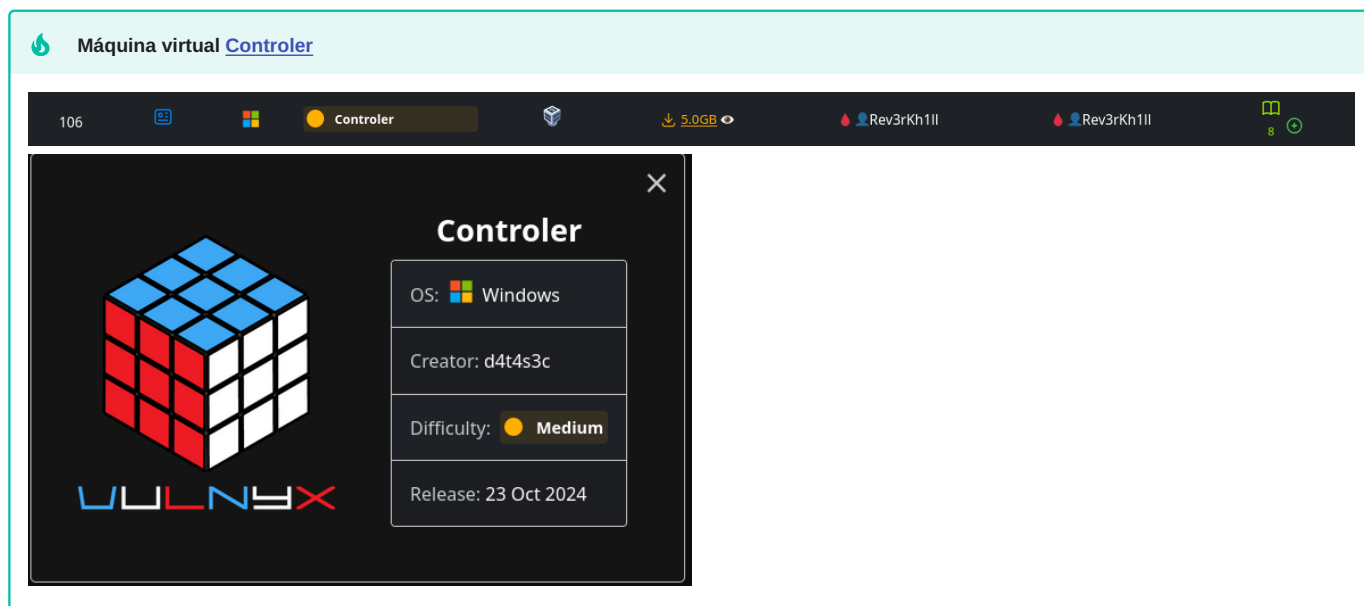 Máquina virtual Controler
106 Controler 5.0GB Rev3rKh1ll Rev3rKh1ll 8
Controler
OS: Windows
Creator: d4t4s3c
Difficulty: Medium
Release: 23 Oct 2024
VULNYX